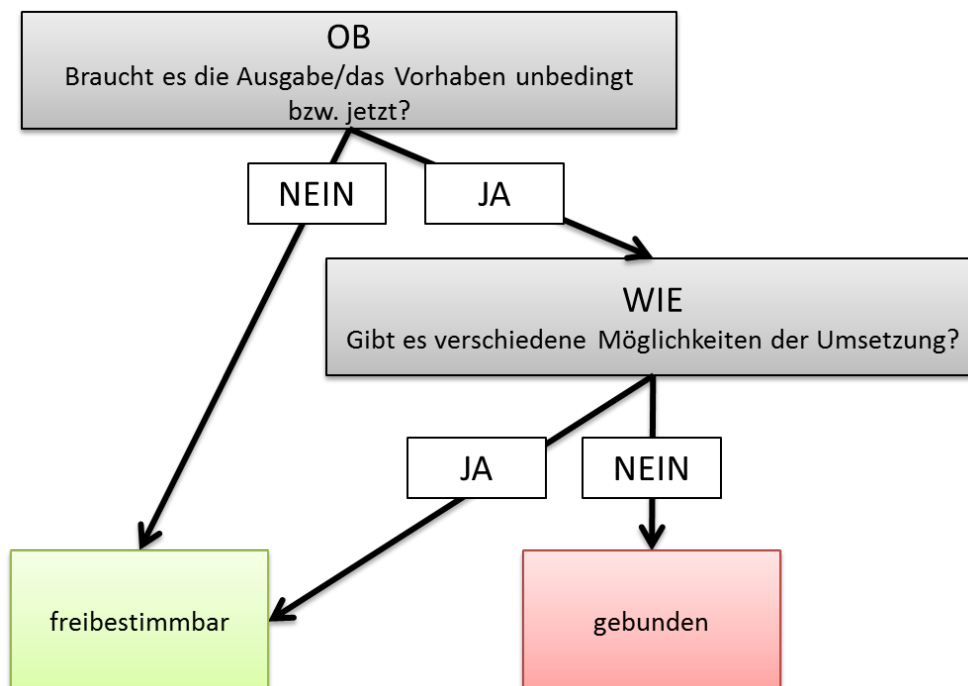 OB
Braucht es die Ausgabe/das Vorhaben unbedingt
bzw. jetzt?
NEIN
JA
WIE
Gibt es verschiedene Möglichkeiten der Umsetzung?
JA
NEIN
freibestimmbar
gebunden